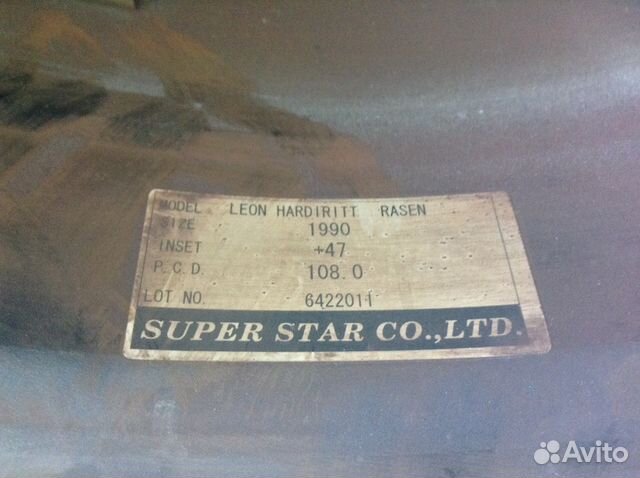 MODEL LEON HARDIRITT RASEN
SIZE 1990
INSET +47
P.C.D. 108.0
LOT NO. 6422011
SUPER STAR CO.,LTD.
Avito